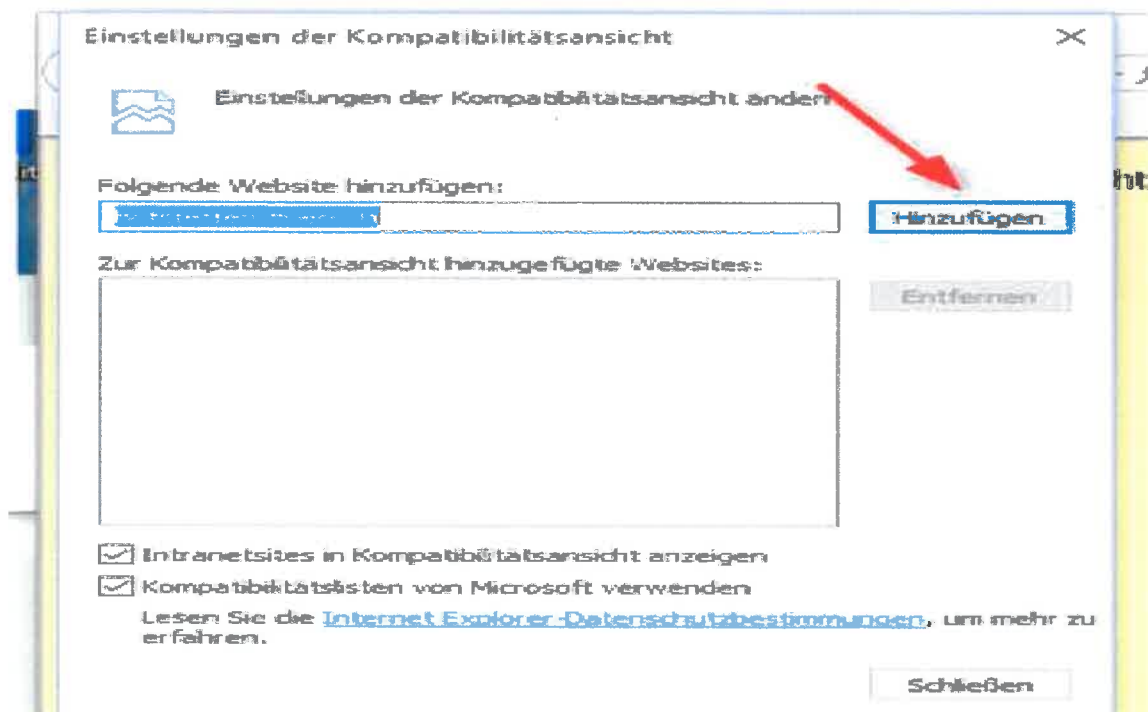 Einstellungen der Kompatibilitätsansicht
Einstellungen der Kompatibilitätsansicht ändern
Folgende Website hinzufügen:
Hinzufügen
Zur Kompatibilitätsansicht hinzugefügte Websites:
Entfernen
Intranetsites in Kompatibilitätsansicht anzeigen
Kompatibilitätslisten von Microsoft verwenden
Lesen Sie die Internet Explorer-Datenschutzbestimmungen, um mehr zu
erfahren.
Schließen